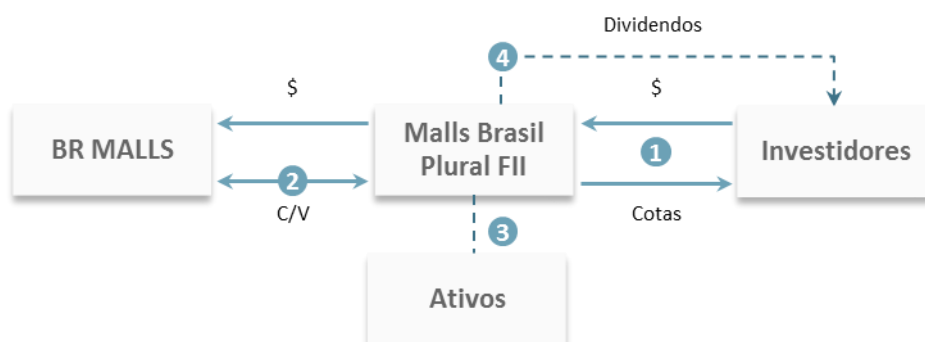 Dividendos
4
$
$
BR MALLS
Malls Brasil
Plural FII
1
Investidores
2
C/V
Cotas
3
Ativos